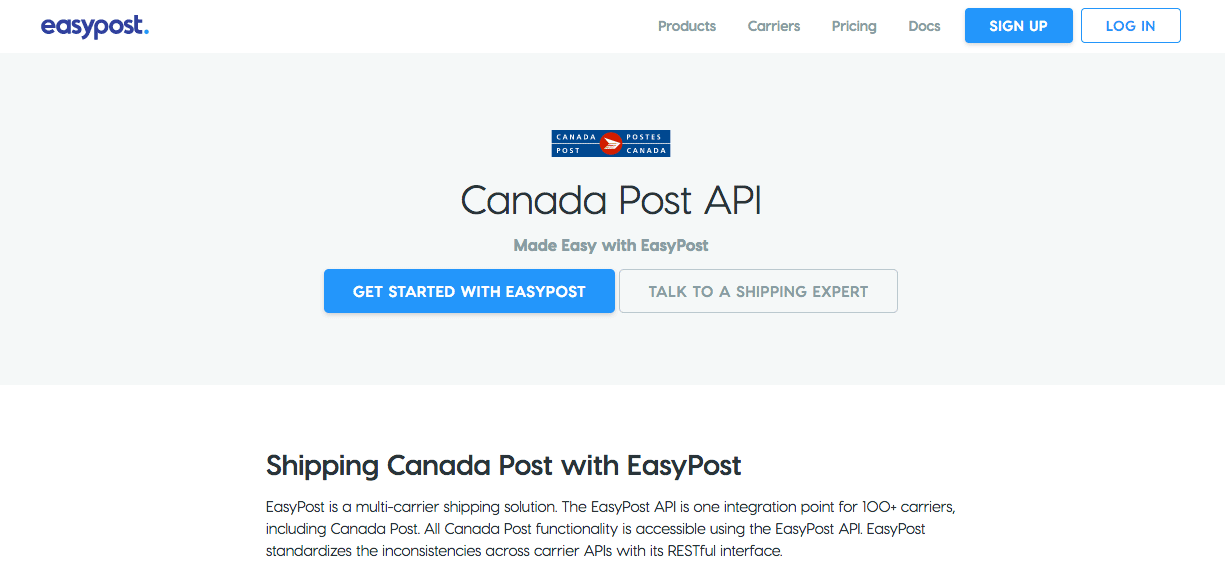 easypost.
Products Carriers Pricing Docs SIGN UP LOG IN
CANADA POSTES
POST CANADA
Canada Post API
Made Easy with EasyPost
GET STARTED WITH EASYPOST TALK TO A SHIPPING EXPERT
Shipping Canada Post with EasyPost
EasyPost is a multi-carrier shipping solution. The EasyPost API is one integration point for 100+ carriers,
including Canada Post. All Canada Post functionality is accessible using the EasyPost API. EasyPost
standardizes the inconsistencies across carrier APIs with its RESTful interface.